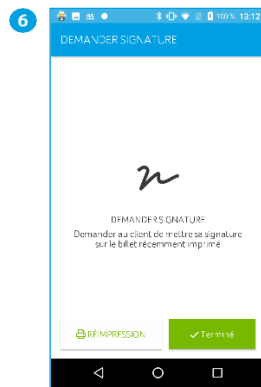 6
100 % 13:12
DEMANDER SIGNATURE
DEMANDER SIGNATURE
Demander au client de mettre sa signature
sur le billet récemment imprimé
RÉIMPRESSION
Terminé